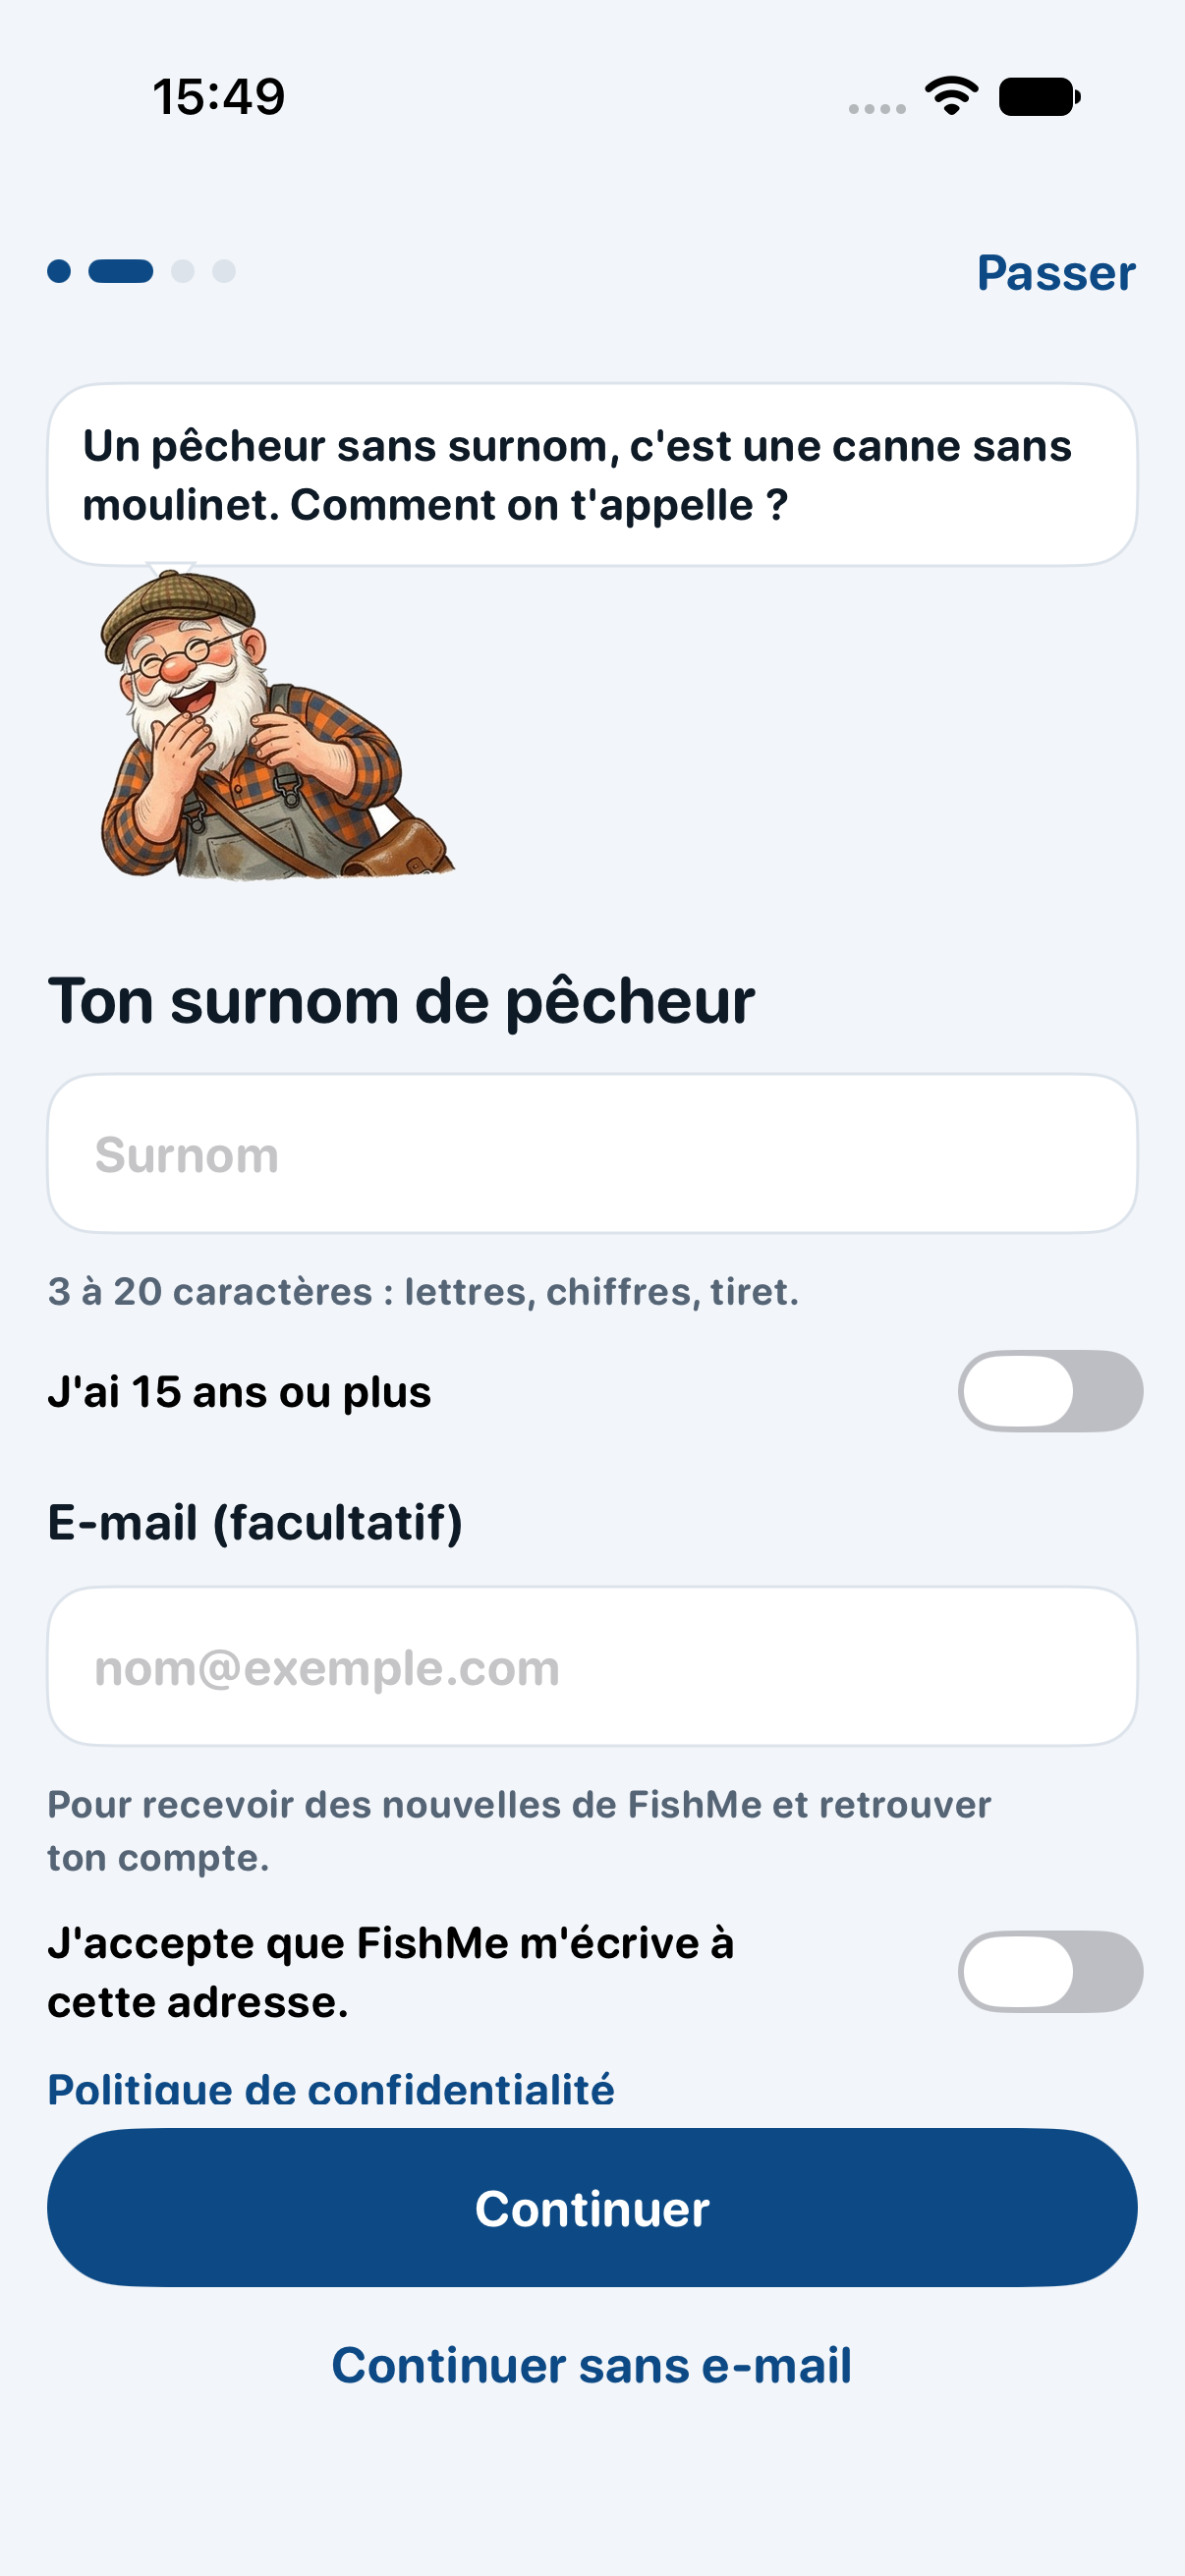 15:49
Passer
Un pêcheur sans surnom, c'est une canne sans
moulinet. Comment on t'appelle ?
Ton surnom de pêcheur
Surnom
3 à 20 caractères : lettres, chiffres, tiret.
J'ai 15 ans ou plus
E-mail (facultatif)
nom@exemple.com
Pour recevoir des nouvelles de FishMe et retrouver
ton compte.
J'accepte que FishMe m'écrive à
cette adresse.
Politique de confidentialité
Continuer
Continuer sans e-mail